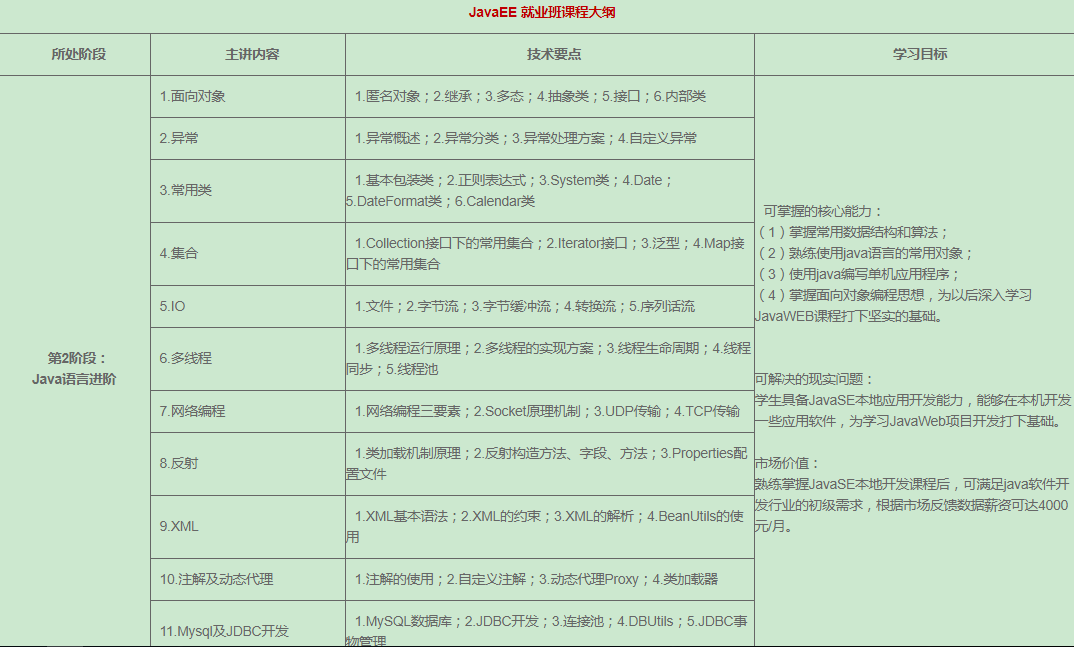 JavaEE 就业班课程大纲
所处阶段
主讲内容
技术要点
学习目标
第2阶段：
Java语言进阶
1.面向对象
1.匿名对象；2.继承；3.多态；4.抽象类；5.接口；6.内部类
2.异常
1.异常概述；2.异常分类；3.异常处理方案；4.自定义异常
3.常用类
1.基本包装类；2.正则表达式；3.System类；4.Date；
5.DateFormat类；6.Calendar类
4.集合
1.Collection接口下的常用集合；2.Iterator接口；3.泛型；4.Map接
口下的常用集合
5.IO
1.文件；2.字节流；3.字节缓冲流；4.转换流；5.序列话流
6.多线程
1.多线程运行原理；2.多线程的实现方案；3.线程生命周期；4.线程
同步；5.线程池
7.网络编程
1.网络编程三要素；2.Socket原理机制；3.UDP传输；4.TCP传输
8.反射
1.类加载机制原理；2.反射构造方法、字段、方法；3.Properties配
置文件
9.XML
1.XML基本语法；2.XML的约束；3.XML的解析；4.BeanUtils的使
用
10.注解及动态代理
1.注解的使用；2.自定义注解；3.动态代理Proxy；4.类加载器
11.Mysql及JDBC开发
1.MySQL数据库；2.JDBC开发；3.连接池；4.DBUtils；5.JDBC事
物管理
可掌握的核心能力：
（1）掌握常用数据结构和算法；
（2）熟练使用java语言的常用对象；
（3）使用java编写单机应用程序；
（4）掌握面向对象编程思想，为以后深入学习
JavaWEB课程打下坚实的基础。
可解决的现实问题：
学生具备JavaSE本地应用开发能力，能够在本机开发
一些应用软件，为学习JavaWeb项目开发打下基础。
市场价值：
熟练掌握JavaSE本地开发课程后，可满足java软件开
发行业的初级需求，根据市场反馈数据薪资可达4000
元/月。